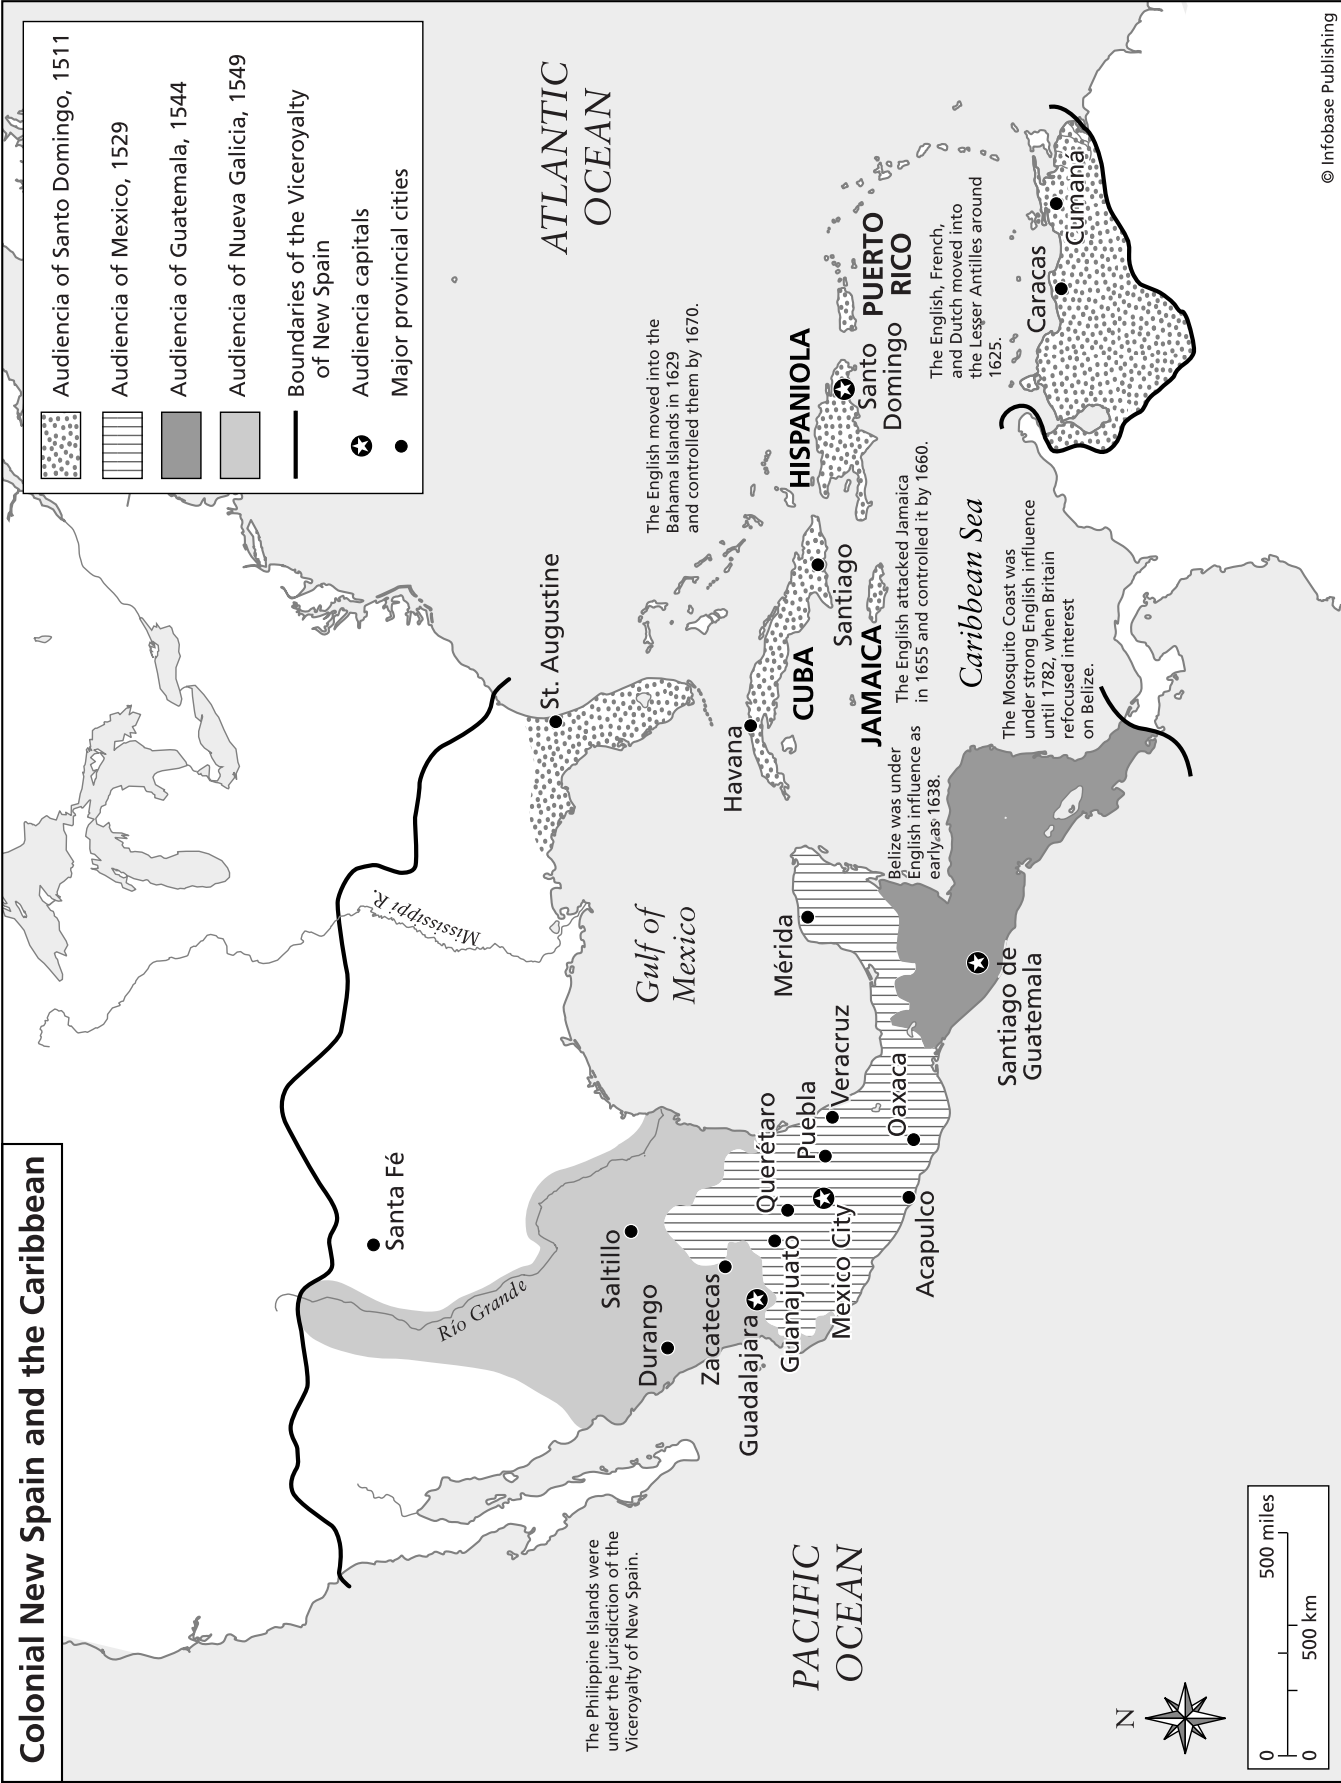 Colonial New Spain and the Caribbean
Audiencia of Santo Domingo, 1511
Audiencia of Mexico, 1529
Audiencia of Guatemala, 1544
Audiencia of Nueva Galicia, 1549
Boundaries of the Viceroyalty
of New Spain
Audiencia capitals
Major provincial cities
ATLANTIC
OCEAN
Mississippi R.
Santa Fé
Río Grande
St. Augustine
The English moved into the
Bahama Islands in 1629
and controlled them by 1670.
Gulf of
Mexico
Saltillo
Durango
Zacatecas
Guadalajara
Guanajuato
Querétaro
Mexico City
Puebla
Veracruz
Oaxaca
Acapulco
Mérida
Havana
CUBA
Santiago
HISPANIOLA
Santo
Domingo
PUERTO
RICO
JAMAICA
The English attacked Jamaica
in 1655 and controlled it by 1660.
Belize was under
English influence as
early as 1638.
The English, French,
and Dutch moved into
the Lesser Antilles around
1625.
Caribbean Sea
The Mosquito Coast was
under strong English influence
until 1782, when Britain
refocused interest
on Belize.
Santiago de
Guatemala
Caracas
Cumaná
The Philippine Islands were
under the jurisdiction of the
Viceroyalty of New Spain.
PACIFIC
OCEAN
N
0 500 miles
0 500 km
© Infobase Publishing